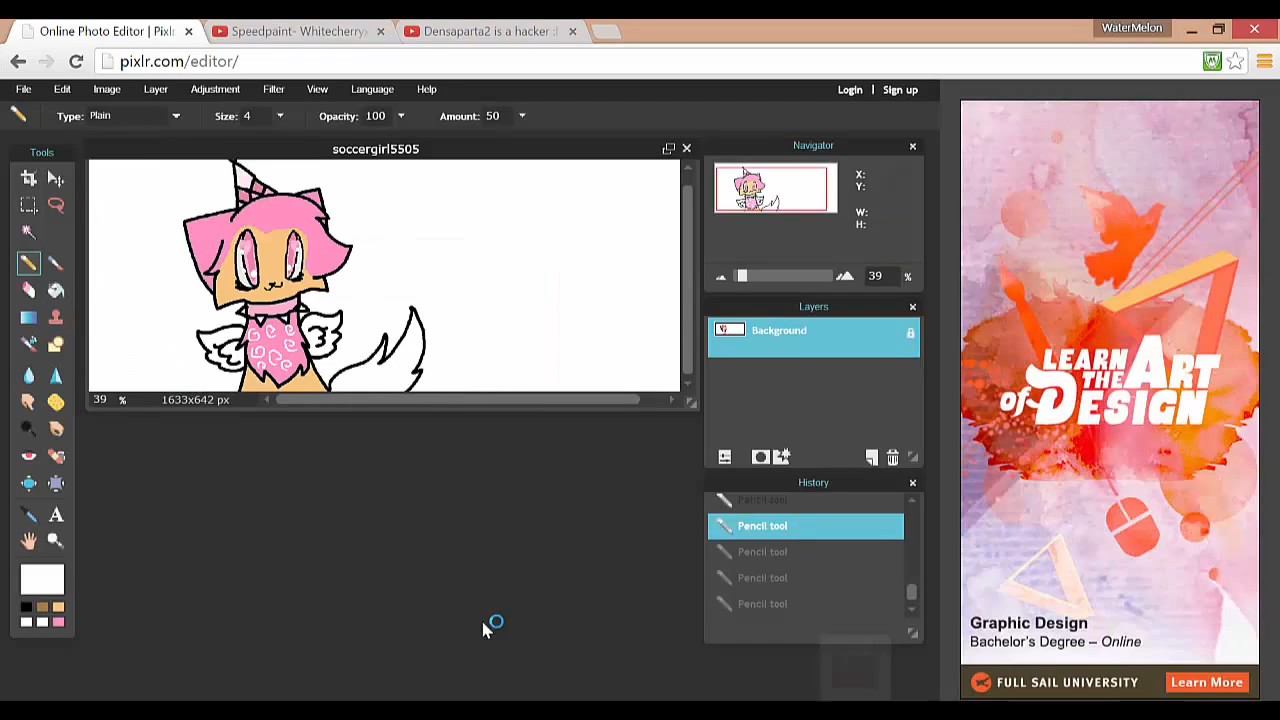 Online Photo Editor | Pixlr
Speedpaint- Whitecherryx
Densaparta2 is a hacker :
WaterMelon
pixlr.com/editor/
File Edit Image Layer Adjustment Filter View Language Help
Login | Sign up
Type: Plain Size: 4 Opacity: 100 Amount: 50
Tools
soccergirl5505
39 % 1633x642 px
Navigator
X:
Y:
W:
H:
39 %
Layers
Background
History
Pencil tool
Pencil tool
Pencil tool
Pencil tool
Pencil tool
LEARN
THE ART
of DESIGN
Graphic Design
Bachelor's Degree – Online
FULL SAIL UNIVERSITY Learn More